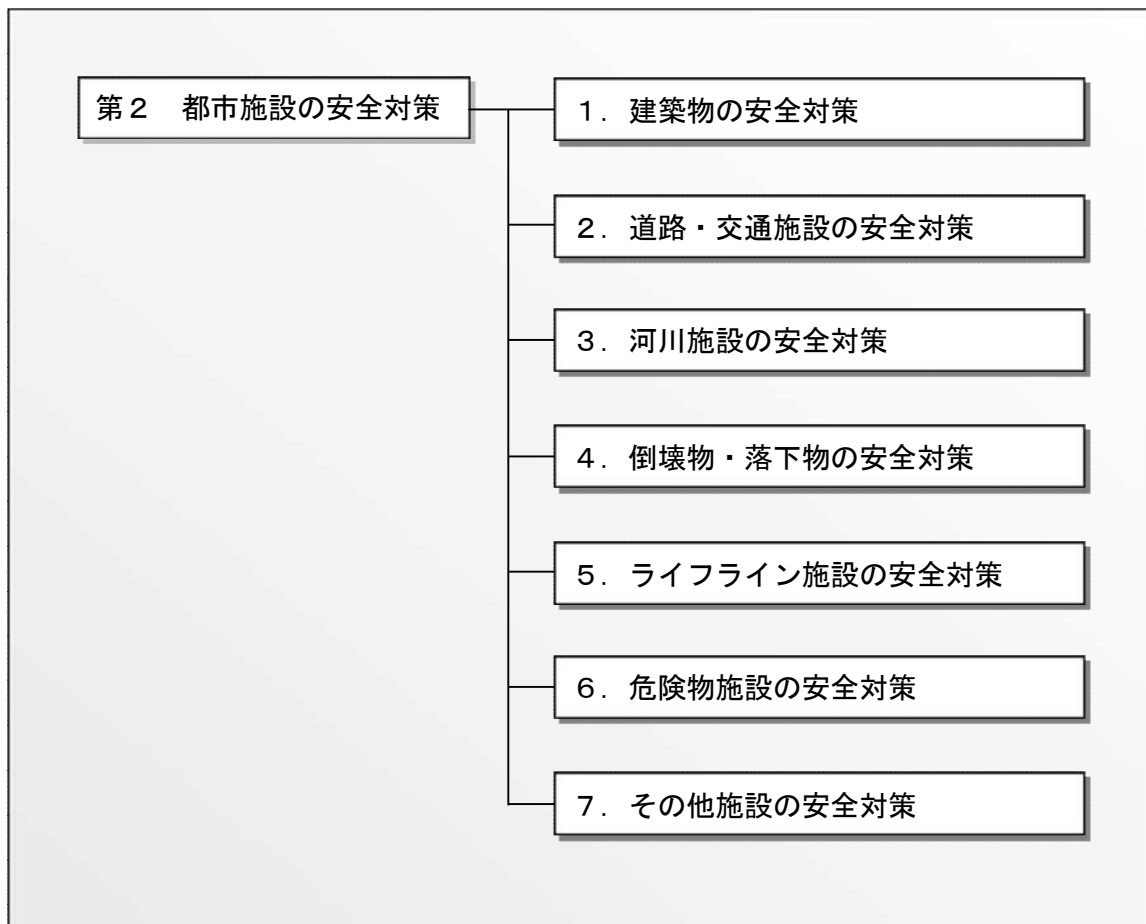 第２　都市施設の安全対策
１．建築物の安全対策
２．道路・交通施設の安全対策
３．河川施設の安全対策
４．倒壊物・落下物の安全対策
５．ライフライン施設の安全対策
６．危険物施設の安全対策
７．その他施設の安全対策